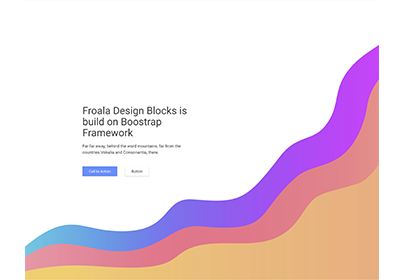 Froala Design Blocks is
build on Boostrap
Framework
Far far away, behind the word mountains, far from the
countries Vokalia and Consonantia, there
Call to Action
Button